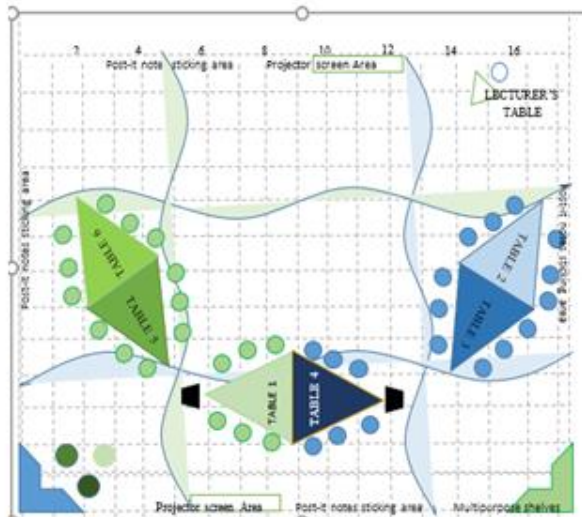 2 4 6 8 10 12 14 16
Post-it note sticking area
Projector screen Area
LECTURER'S
TABLE
Post-it notes sticking area
Post-it notes sticking area
TABLE 6
TABLE 5
TABLE 2
TABLE 3
TABLE 1
TABLE 4
Projector screen Area
Post-it notes sticking area
Multipurpose shelves